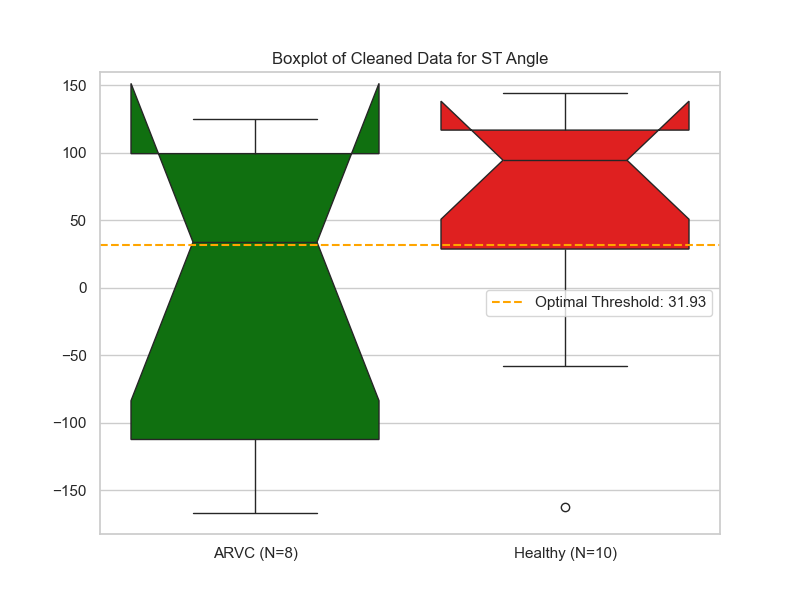 Boxplot of Cleaned Data for ST Angle
150
100
50
0
−50
−100
−150
Optimal Threshold: 31.93
ARVC (N=8)
Healthy (N=10)